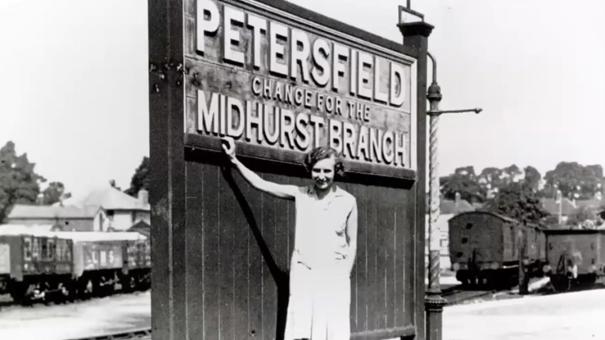 PETERSFIELD
CHANGE FOR THE
MIDHURST BRANCH